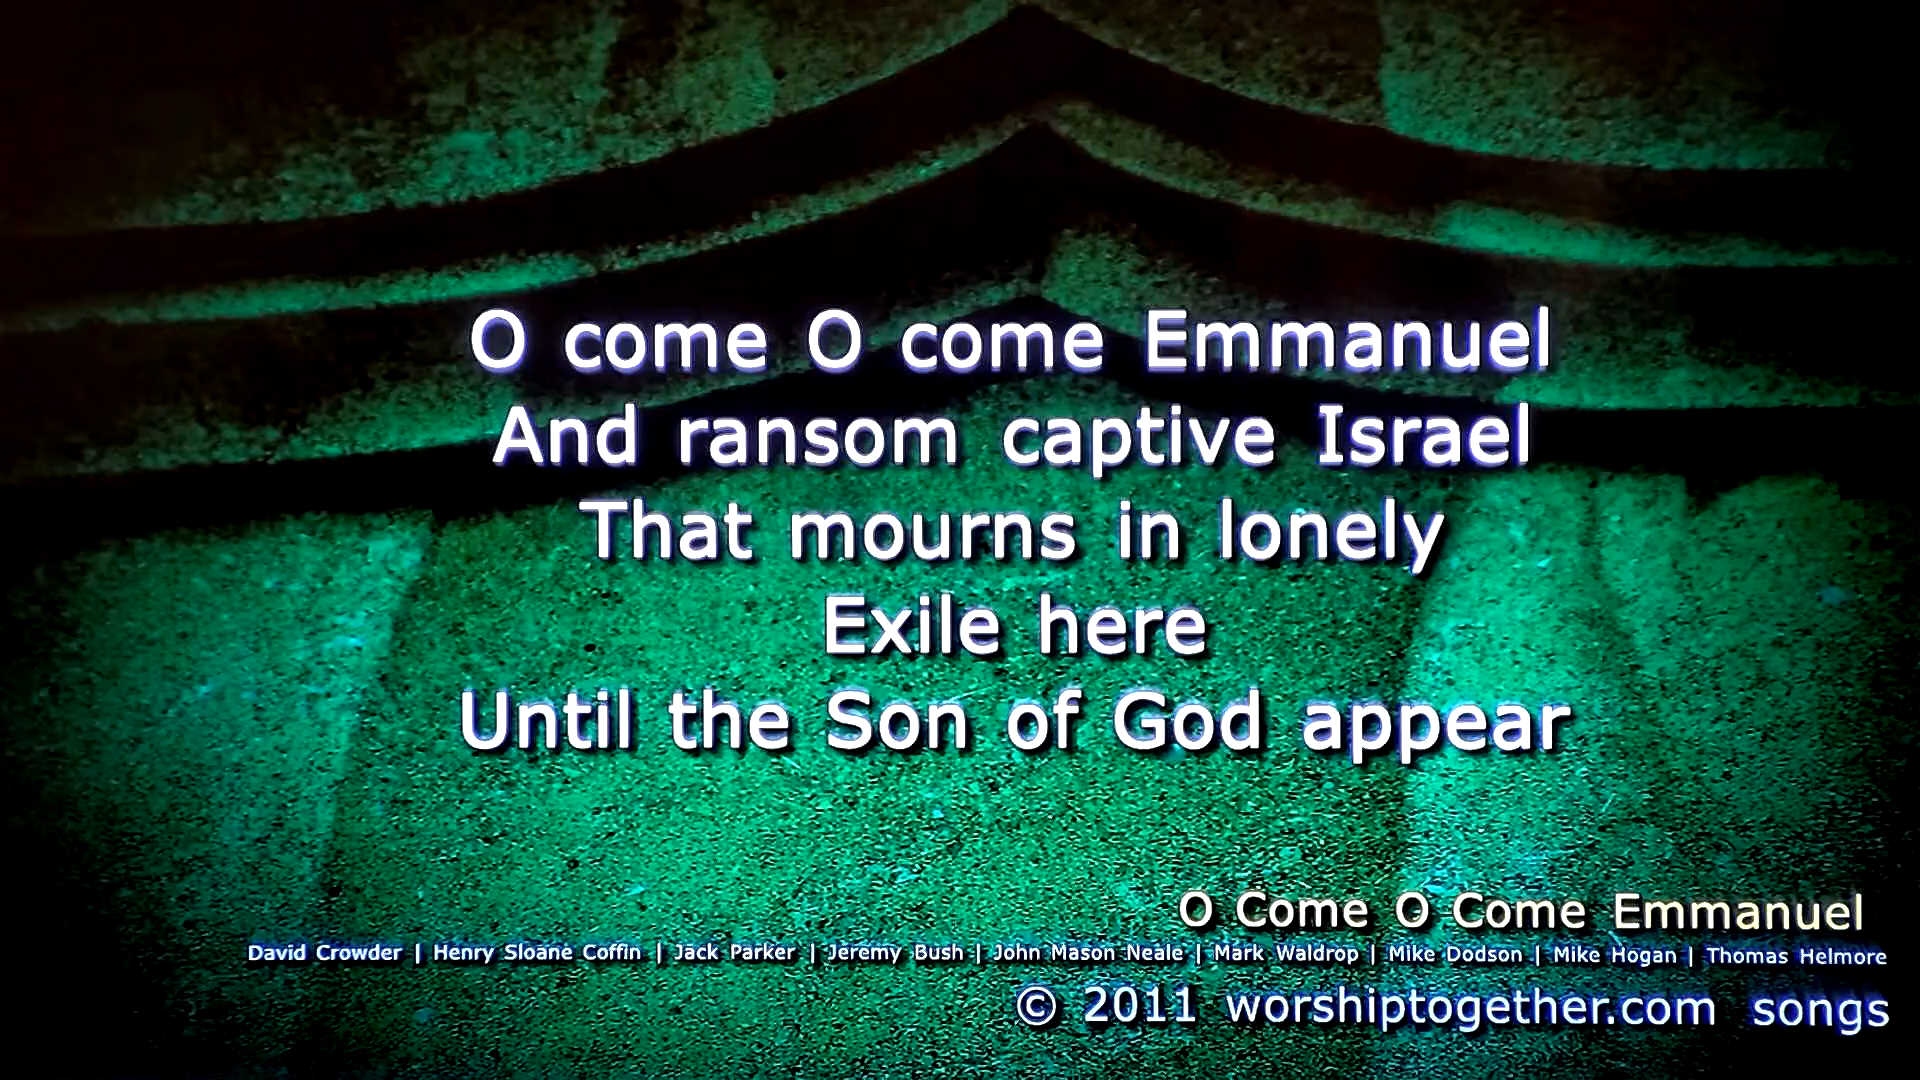 O come O come Emmanuel
And ransom captive Israel
That mourns in lonely
Exile here
Until the Son of God appear
O Come O Come Emmanuel
David Crowder | Henry Sloane Coffin | Jack Parker | Jeremy Bush | John Mason Neale | Mark Waldrop | Mike Dodson | Mike Hogan | Thomas Helmore
© 2011 worshiptogether.com songs